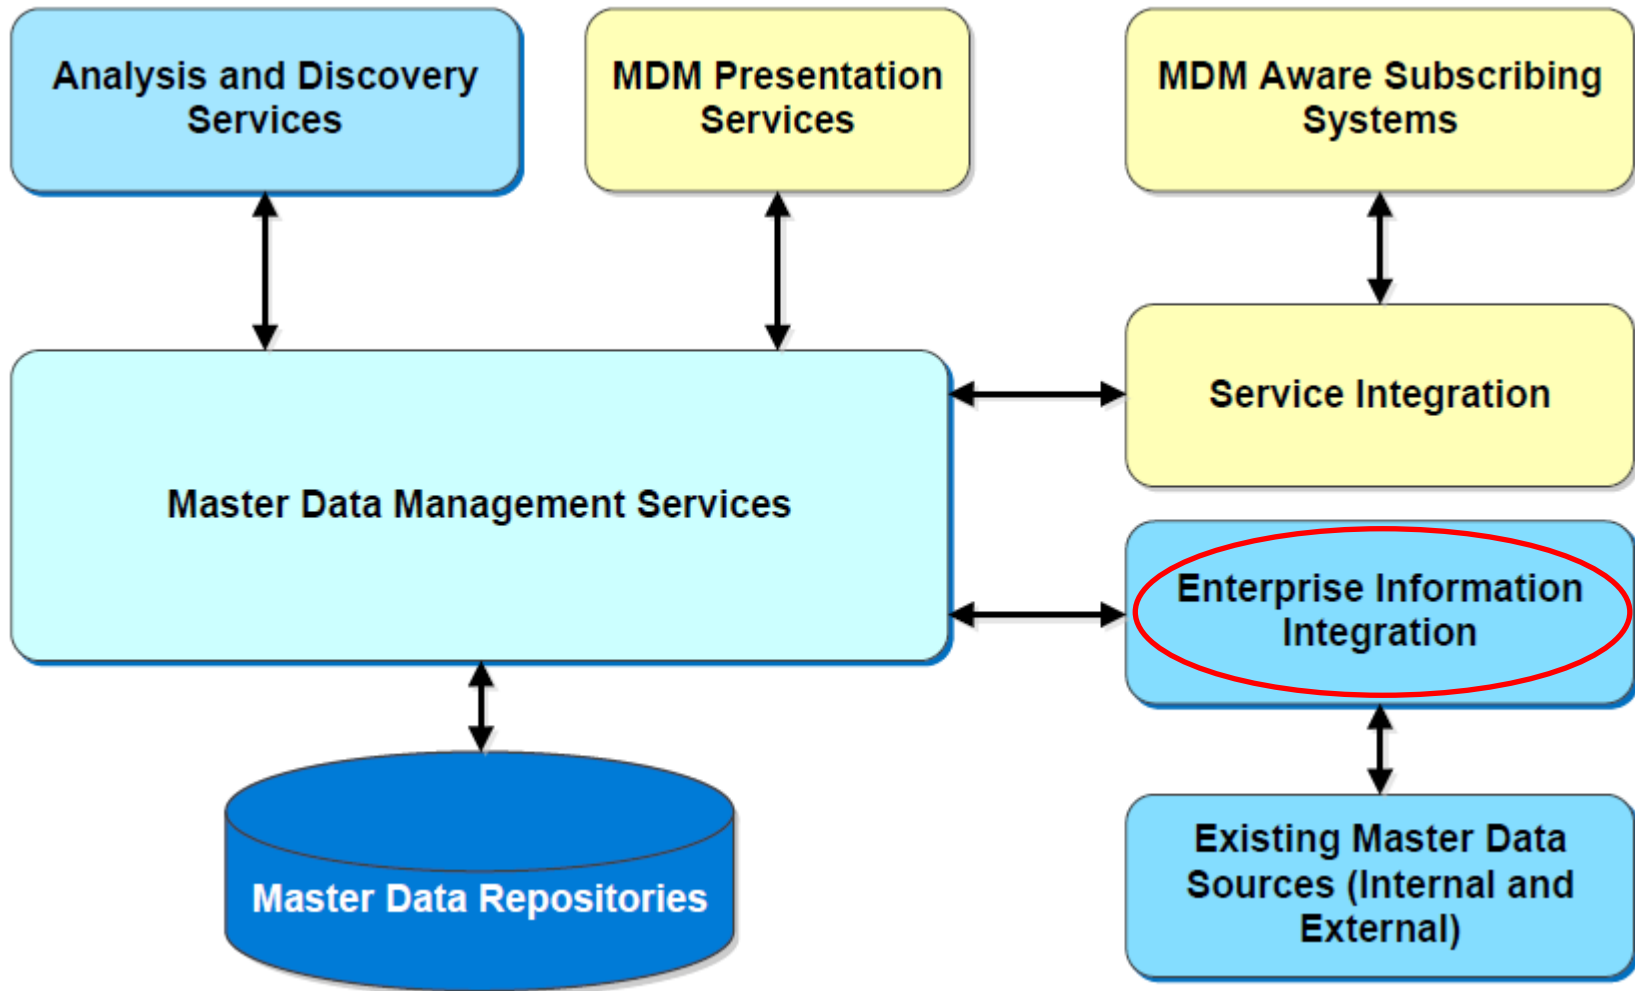 Analysis and Discovery
Services
MDM Presentation
Services
MDM Aware Subscribing
Systems
Service Integration
Master Data Management Services
Enterprise Information
Integration
Master Data Repositories
Existing Master Data
Sources (Internal and
External)